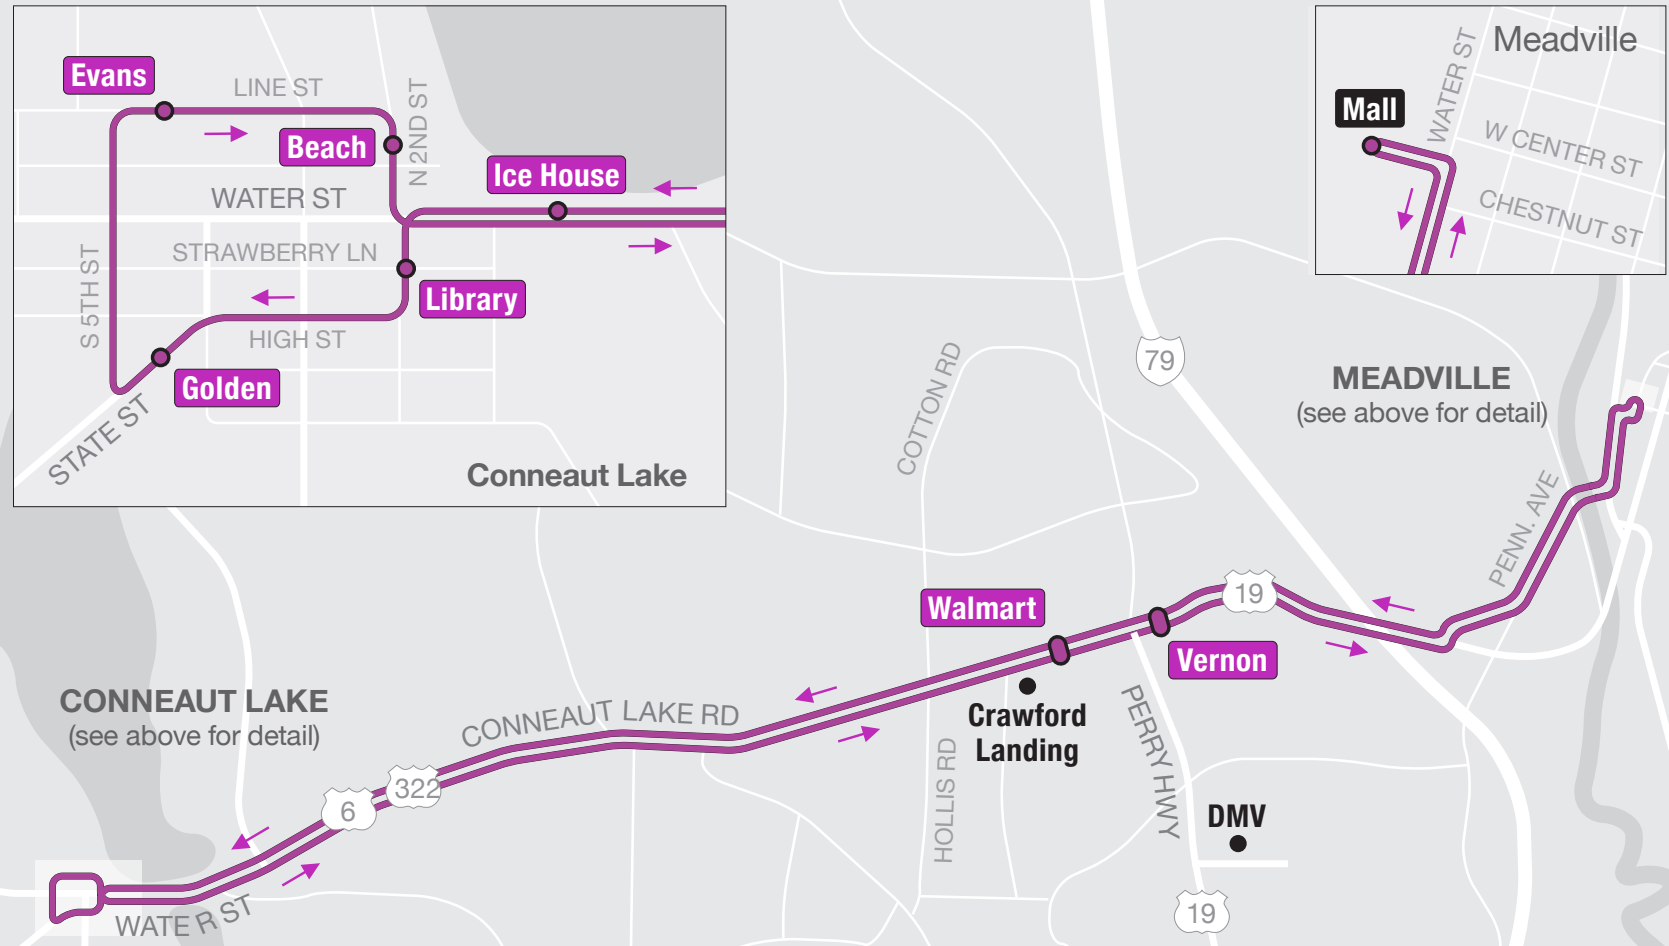 Evans
LINE ST
Beach
N 2ND ST
Ice House
WATER ST
STRAWBERRY LN
S 5TH ST
Library
HIGH ST
Golden
STATE ST
Conneaut Lake
Meadville
Mall
WATER ST
W CENTER ST
CHESTNUT ST
79
MEADVILLE
(see above for detail)
COTTON RD
PENN. AVE
19
Walmart
Vernon
Crawford
Landing
CONNEAUT LAKE
(see above for detail)
CONNEAUT LAKE RD
PERRY HWY
HOLLIS RD
322
6
DMV
19
WATER ST